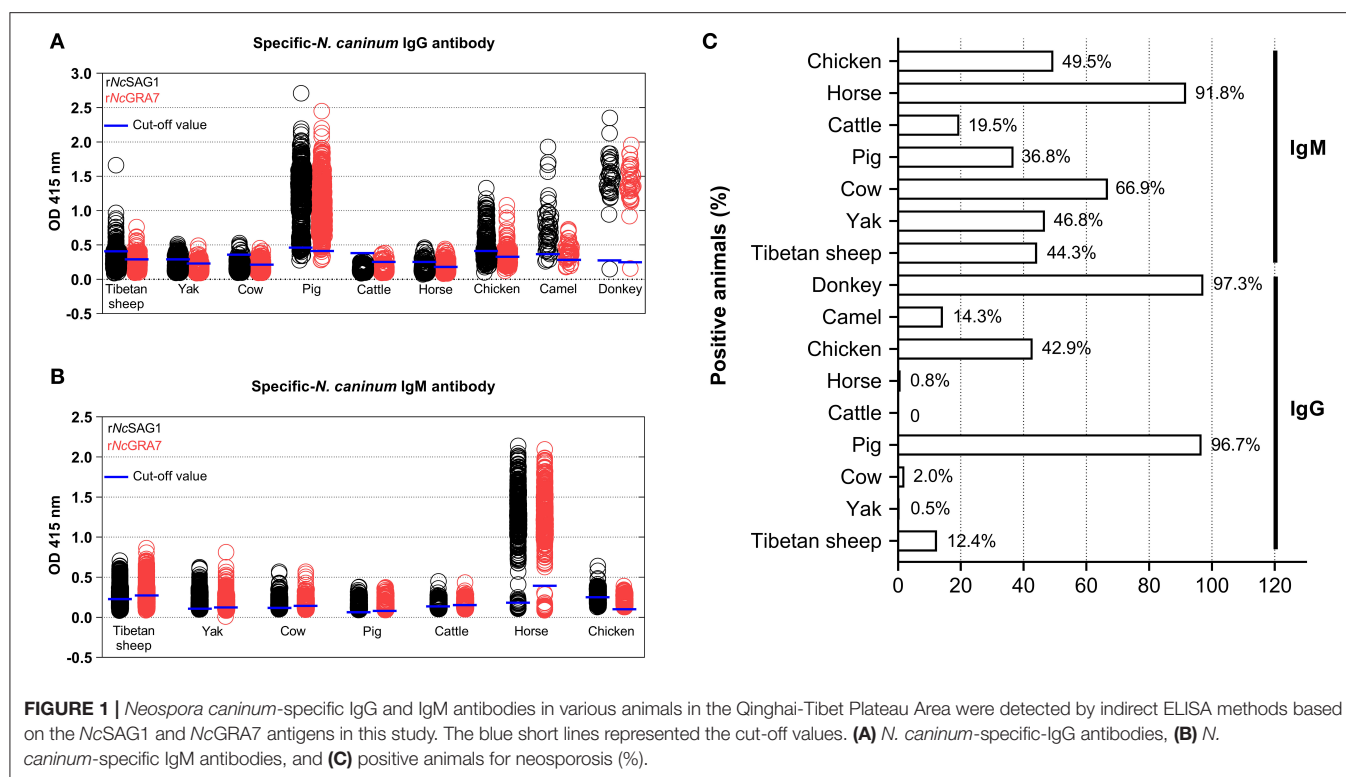 A
Specific-N. caninum IgG antibody
rNcSAG1
rNcGRA7
Cut-off value
OD 415 nm
3.0
2.5
2.0
1.5
1.0
0.5
0.0
-0.5
Tibetan sheep
Yak
Cow
Pig
Cattle
Horse
Chicken
Camel
Donkey
B
Specific-N. caninum IgM antibody
rNcSAG1
rNcGRA7
Cut-off value
OD 415 nm
2.5
2.0
1.5
1.0
0.5
0.0
-0.5
Tibetan sheep
Yak
Cow
Pig
Cattle
Horse
Chicken
C
Positive animals (%)
Chicken 49.5%
Horse 91.8%
Cattle 19.5%
Pig 36.8%
Cow 66.9%
Yak 46.8%
Tibetan sheep 44.3%
IgM
Donkey 97.3%
Camel 14.3%
Chicken 42.9%
Horse 0.8%
Cattle 0
Pig 96.7%
Cow 2.0%
Yak 0.5%
Tibetan sheep 12.4%
IgG
0 20 40 60 80 100 120
FIGURE 1 | Neospora caninum-specific IgG and IgM antibodies in various animals in the Qinghai-Tibet Plateau Area were detected by indirect ELISA methods based
on the NcSAG1 and NcGRA7 antigens in this study. The blue short lines represented the cut-off values. (A) N. caninum-specific-IgG antibodies, (B) N.
caninum-specific IgM antibodies, and (C) positive animals for neosporosis (%).